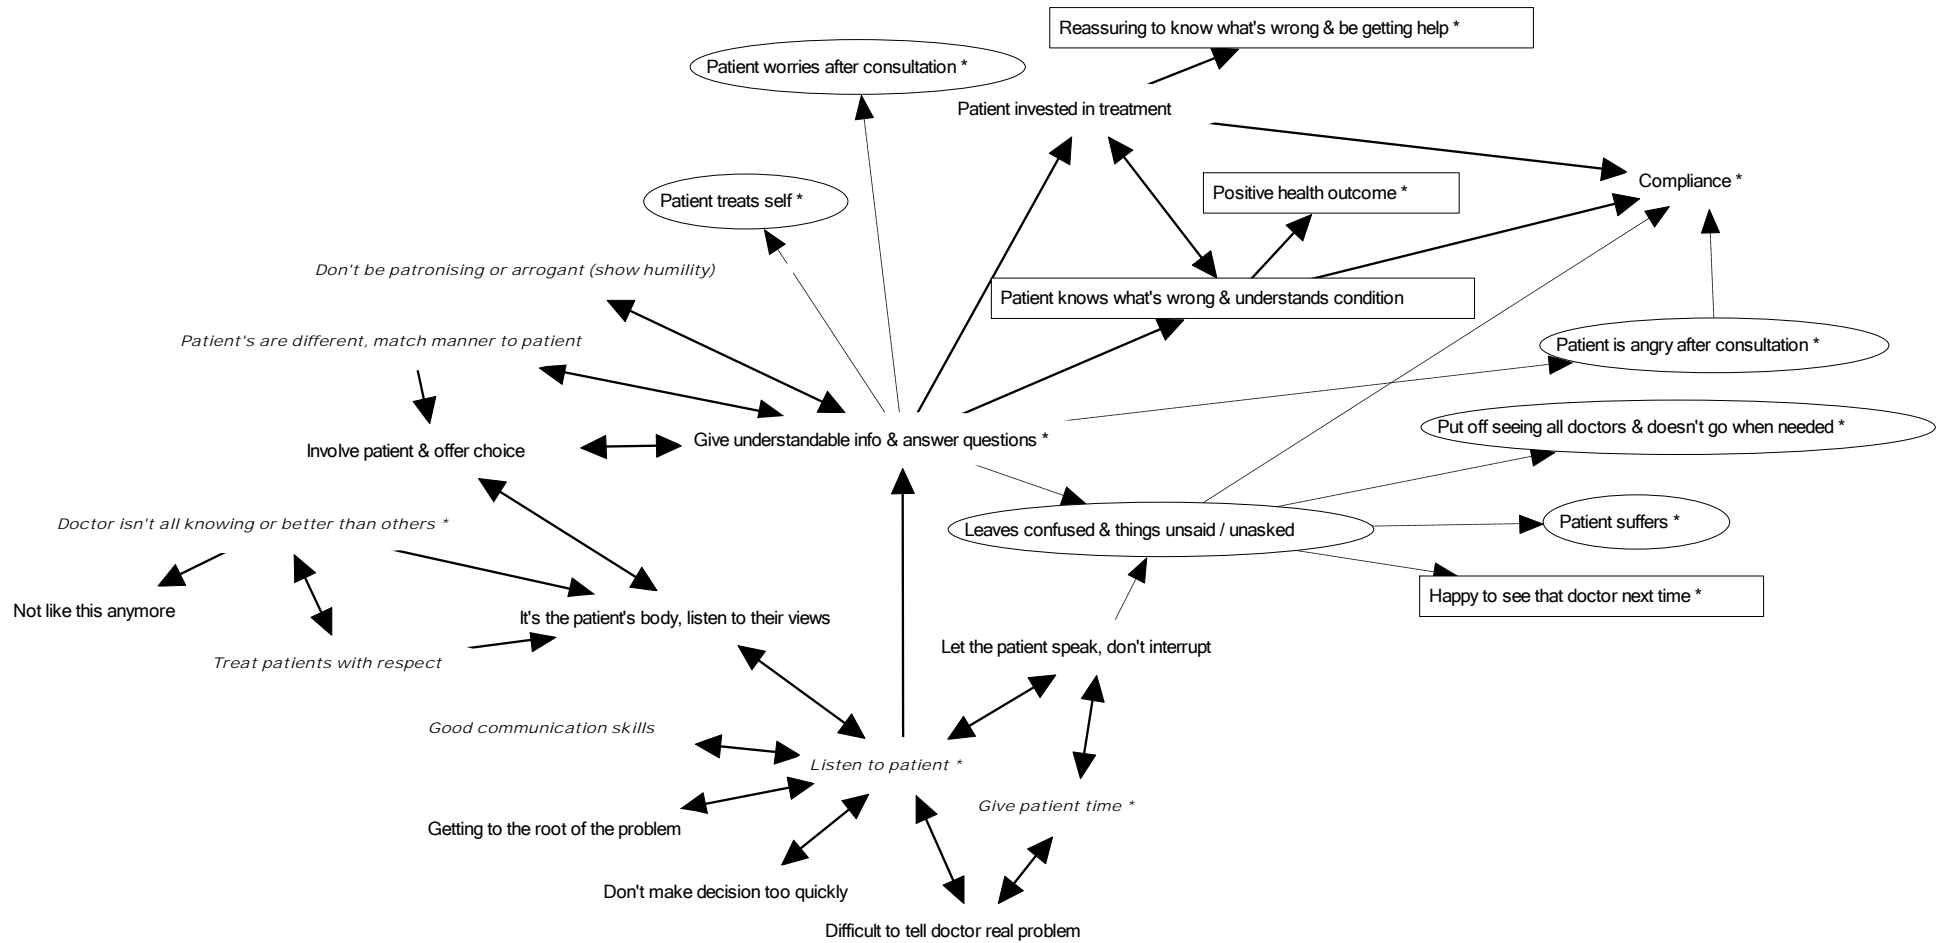 Reassuring to know what's wrong & be getting help *
Patient worries after consultation *
Patient invested in treatment
Compliance *
Positive health outcome *
Patient treats self *
Don't be patronising or arrogant (show humility)
Patient knows what's wrong & understands condition
Patient's are different, match manner to patient
Patient is angry after consultation *
Put off seeing all doctors & doesn't go when needed *
Give understandable info & answer questions *
Involve patient & offer choice
Doctor isn't all knowing or better than others *
Leaves confused & things unsaid / unasked
Patient suffers *
Happy to see that doctor next time *
Not like this anymore
It's the patient's body, listen to their views
Let the patient speak, don't interrupt
Treat patients with respect
Good communication skills
Listen to patient *
Give patient time *
Getting to the root of the problem
Don't make decision too quickly
Difficult to tell doctor real problem